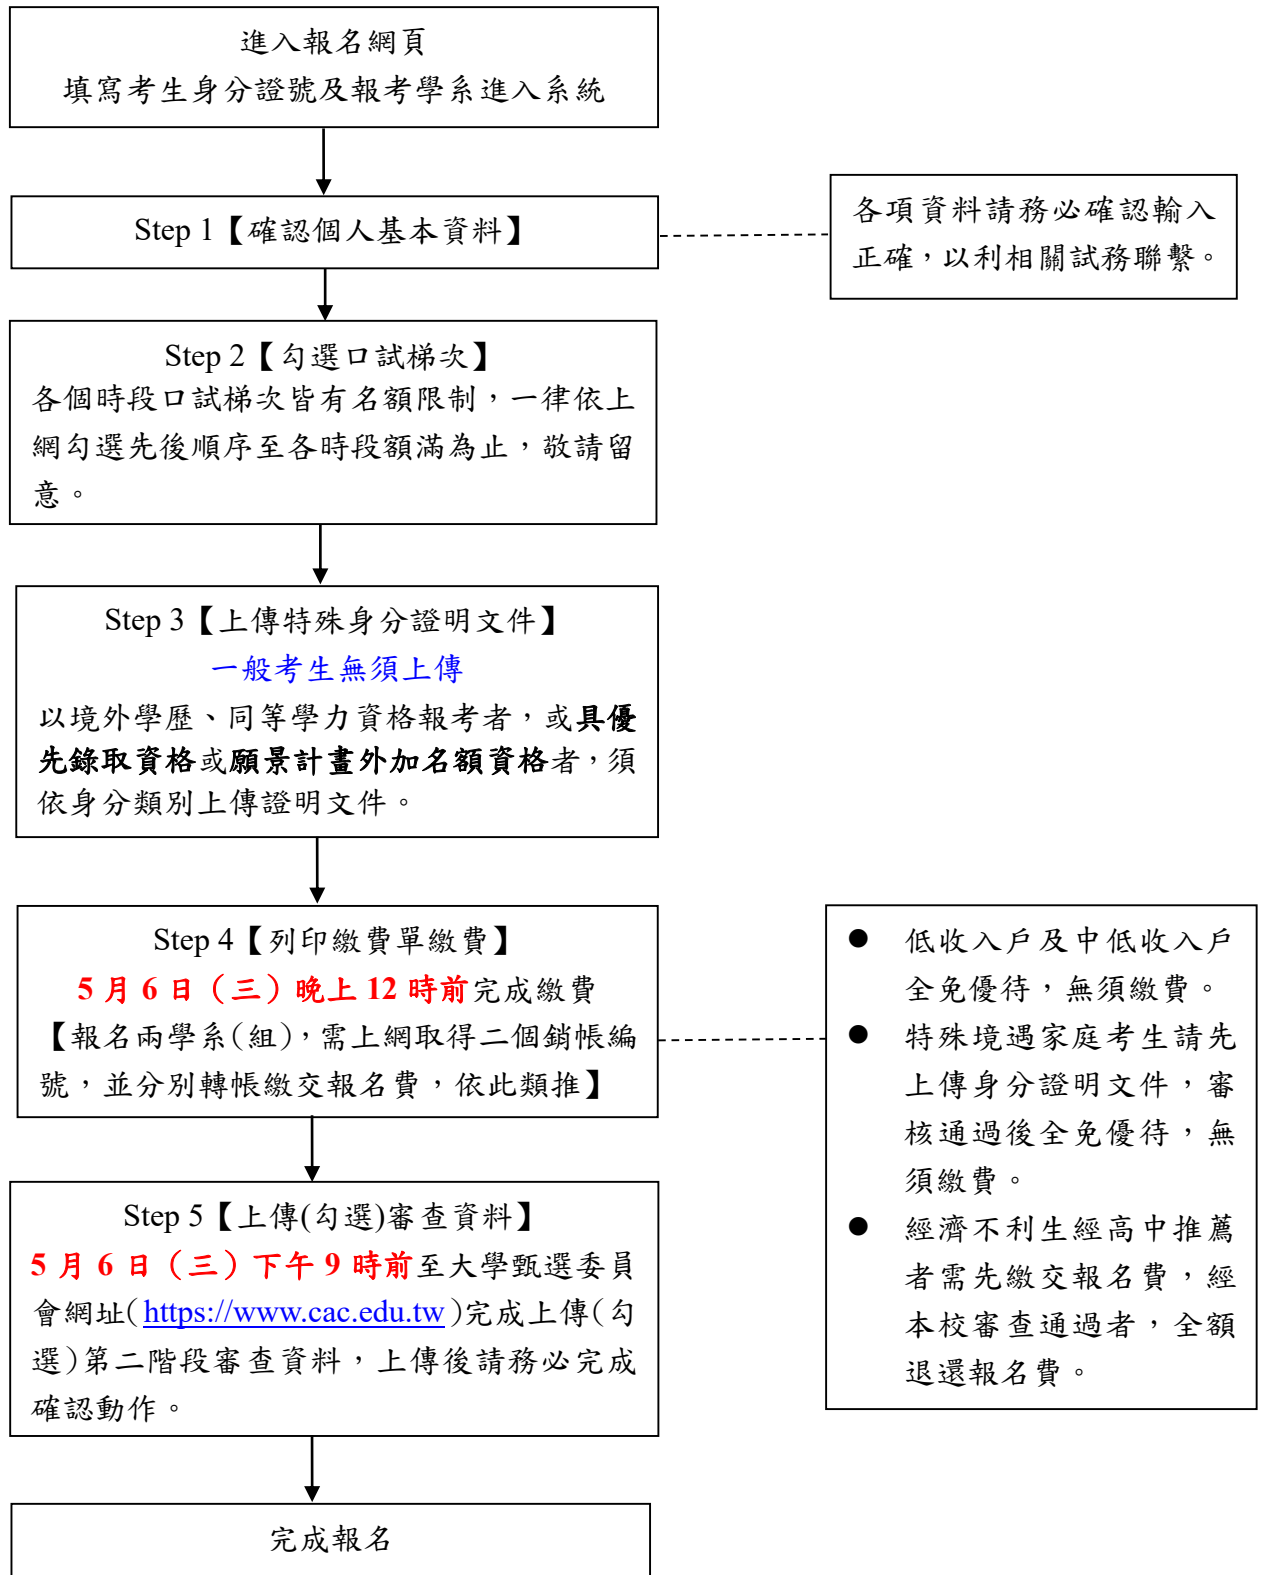 進入報名網頁
填寫考生身分證號及報考學系進入系統
Step 1【確認個人基本資料】
各項資料請務必確認輸入
正確，以利相關試務聯繫。
Step 2【勾選口試梯次】
各個時段口試梯次皆有名額限制，一律依上
網勾選先後順序至各時段額滿為止，敬請留
意。
Step 3【上傳特殊身分證明文件】
一般考生無須上傳
以境外學歷、同等學力資格報考者，或具優
先錄取資格或願景計畫外加名額資格者，須
依身分類別上傳證明文件。
Step 4【列印繳費單繳費】
5 月 6 日（三）晚上 12 時前完成繳費
【報名兩學系(組)，需上網取得二個銷帳編
號，並分別轉帳繳交報名費，依此類推】
● 低收入戶及中低收入戶
全免優待，無須繳費。
● 特殊境遇家庭考生請先
上傳身分證明文件，審
核通過後全免優待，無
須繳費。
● 經濟不利生經高中推薦
者需先繳交報名費，經
本校審查通過者，全額
退還報名費。
Step 5【上傳(勾選)審查資料】
5 月 6 日（三）下午 9 時前至大學甄選委員
會網址(https://www.cac.edu.tw)完成上傳(勾
選)第二階段審查資料，上傳後請務必完成
確認動作。
完成報名